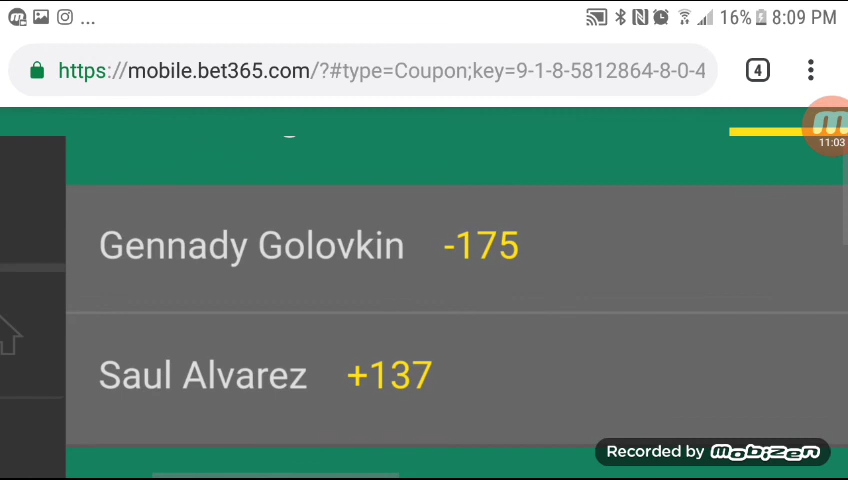 ... 16% 8:09 PM
https://mobile.bet365.com/?#type=Coupon;key=9-1-8-5812864-8-0-4
4
m
11:03
Gennady Golovkin -175
Saul Alvarez +137
Recorded by mobizen